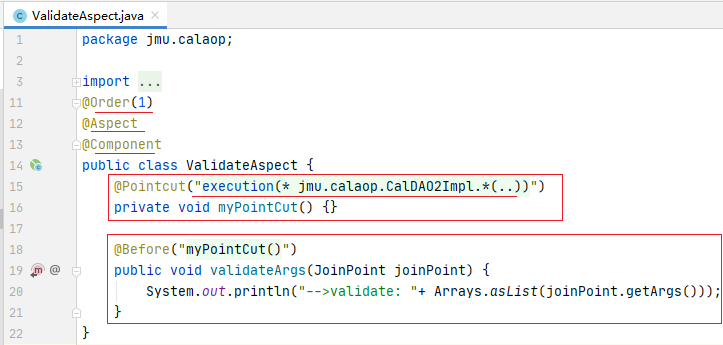 ValidateAspect.java
1 package jmu.calaop;
2
3 import ...
11 @Order(1)
12 @Aspect
13 @Component
14 public class ValidateAspect {
15 @Pointcut("execution(* jmu.calaop.CalDAO2Impl.*(..))")
16 private void myPointCut() {}
17
18 @Before("myPointCut()")
19 @ public void validateArgs(JoinPoint joinPoint) {
20 System.out.println("-->validate: "+ Arrays.asList(joinPoint.getArgs()));
21 }
22 }